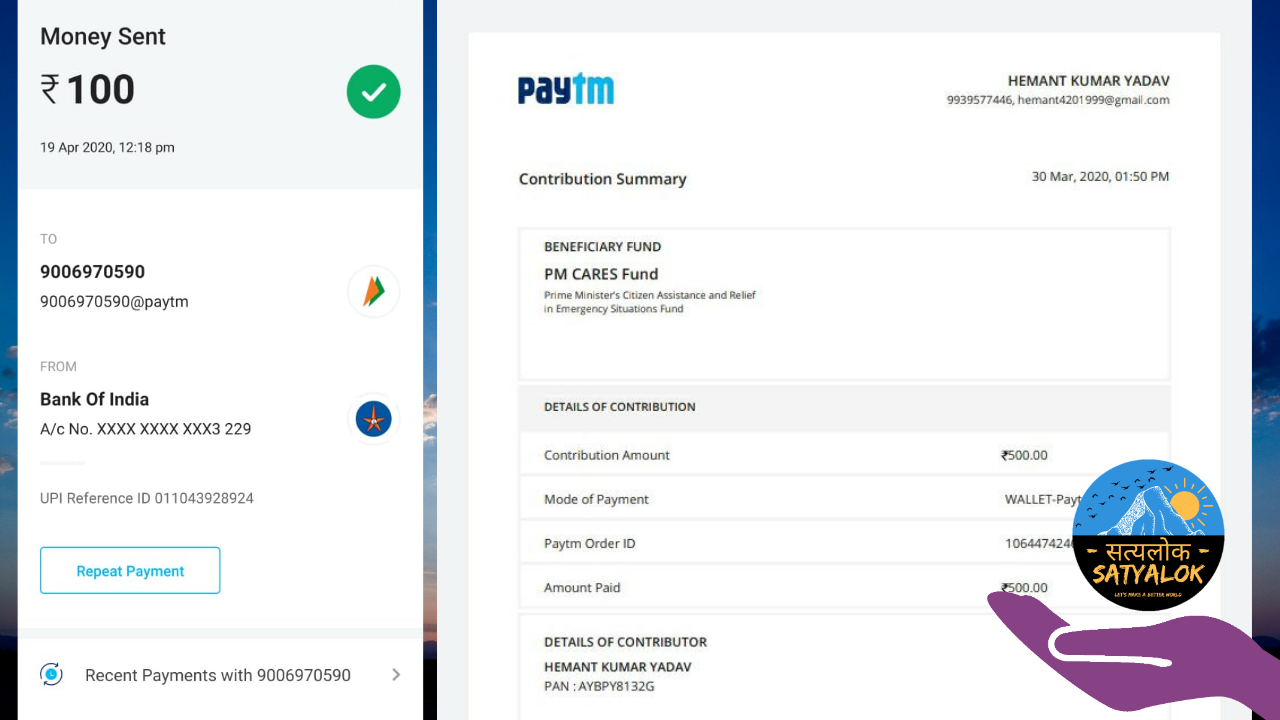 Money Sent
₹ 100
19 Apr 2020, 12:18 pm
TO
9006970590
9006970590@paytm
FROM
Bank Of India
A/c No. XXXX XXXX XXX3 229
UPI Reference ID 011043928924
Repeat Payment
Recent Payments with 9006970590
paytm
HEMANT KUMAR YADAV
9939577446, hemant4201999@gmail.com
Contribution Summary
30 Mar, 2020, 01:50 PM
BENEFICIARY FUND
PM CARES Fund
Prime Minister's Citizen Assistance and Relief
in Emergency Situations Fund
DETAILS OF CONTRIBUTION
Contribution Amount ₹500.00
Mode of Payment WALLET-Payt
Paytm Order ID
Amount Paid ₹500.00
DETAILS OF CONTRIBUTOR
HEMANT KUMAR YADAV
PAN : AYBPY8132G
- सत्यलोक -
SATYALOK
LET'S MAKE A BETTER WORLD